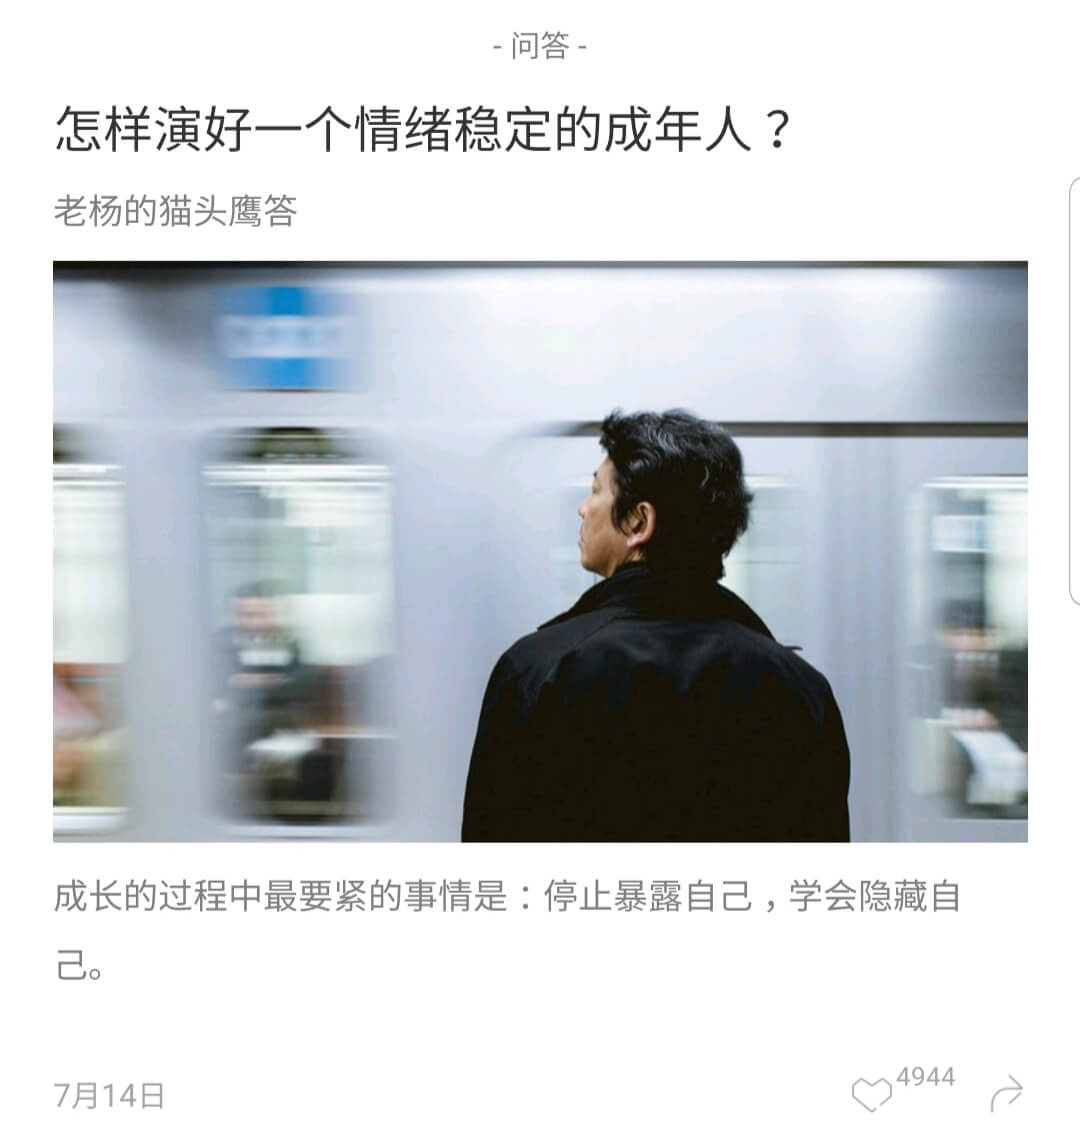 - 问答 -
怎样演好一个情绪稳定的成年人？
老杨的猫头鹰答
成长的过程中最要紧的事情是：停止暴露自己，学会隐藏自
己。
7月14日
4944